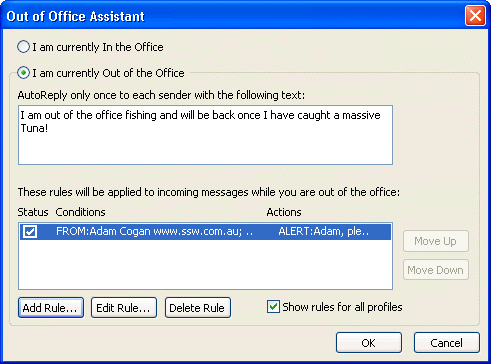 Out of Office Assistant
I am currently In the Office
I am currently Out of the Office
AutoReply only once to each sender with the following text:
I am out of the office fishing and will be back once I have caught a massive
Tuna!
These rules will be applied to incoming messages while you are out of the office:
Status Conditions Actions
FROM:Adam Cogan www.ssw.com.au; .. ALERT:Adam, ple..
Move Up
Move Down
Add Rule... Edit Rule... Delete Rule Show rules for all profiles
OK Cancel